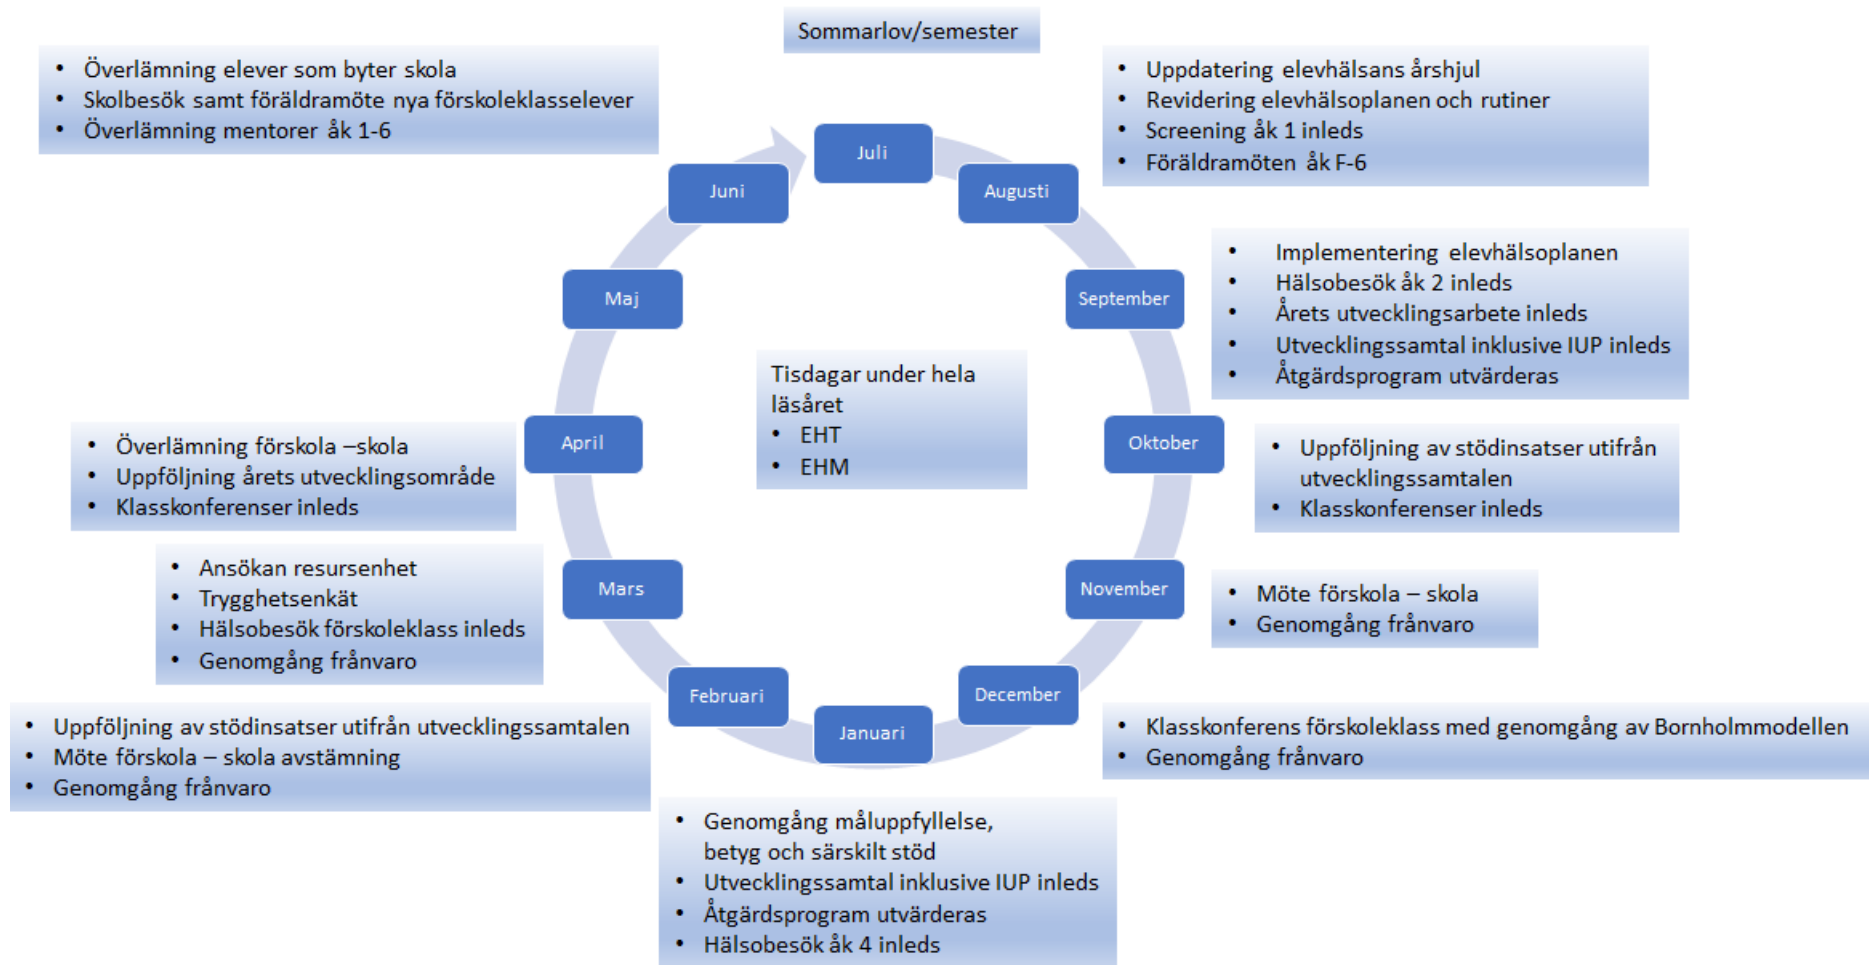 Sommarlov/semester
• Överlämning elever som byter skola
• Skolbesök samt föräldramöte nya förskoleklasselever
• Överlämning mentorer åk 1-6
• Uppdatering elevhälsans årshjul
• Revidering elevhälsoplanen och rutiner
• Screening åk 1 inleds
• Föräldramöten åk F-6
Juli
Augusti
September
Oktober
November
December
Januari
Februari
Mars
April
Maj
Juni
• Implementering elevhälsoplanen
• Hälsobesök åk 2 inleds
• Årets utvecklingsarbete inleds
• Utvecklingssamtal inklusive IUP inleds
• Åtgärdsprogram utvärderas
Tisdagar under hela
läsåret
• EHT
• EHM
• Uppföljning av stödinsatser utifrån
utvecklingssamtalen
• Klasskonferenser inleds
• Möte förskola – skola
• Genomgång frånvaro
• Klasskonferens förskoleklass med genomgång av Bornholmmodellen
• Genomgång frånvaro
• Genomgång måluppfyllelse,
betyg och särskilt stöd
• Utvecklingssamtal inklusive IUP inleds
• Åtgärdsprogram utvärderas
• Hälsobesök åk 4 inleds
• Uppföljning av stödinsatser utifrån utvecklingssamtalen
• Möte förskola – skola avstämning
• Genomgång frånvaro
• Ansökan resursenhet
• Trygghetsenkät
• Hälsobesök förskoleklass inleds
• Genomgång frånvaro
• Överlämning förskola –skola
• Uppföljning årets utvecklingsområde
• Klasskonferenser inleds